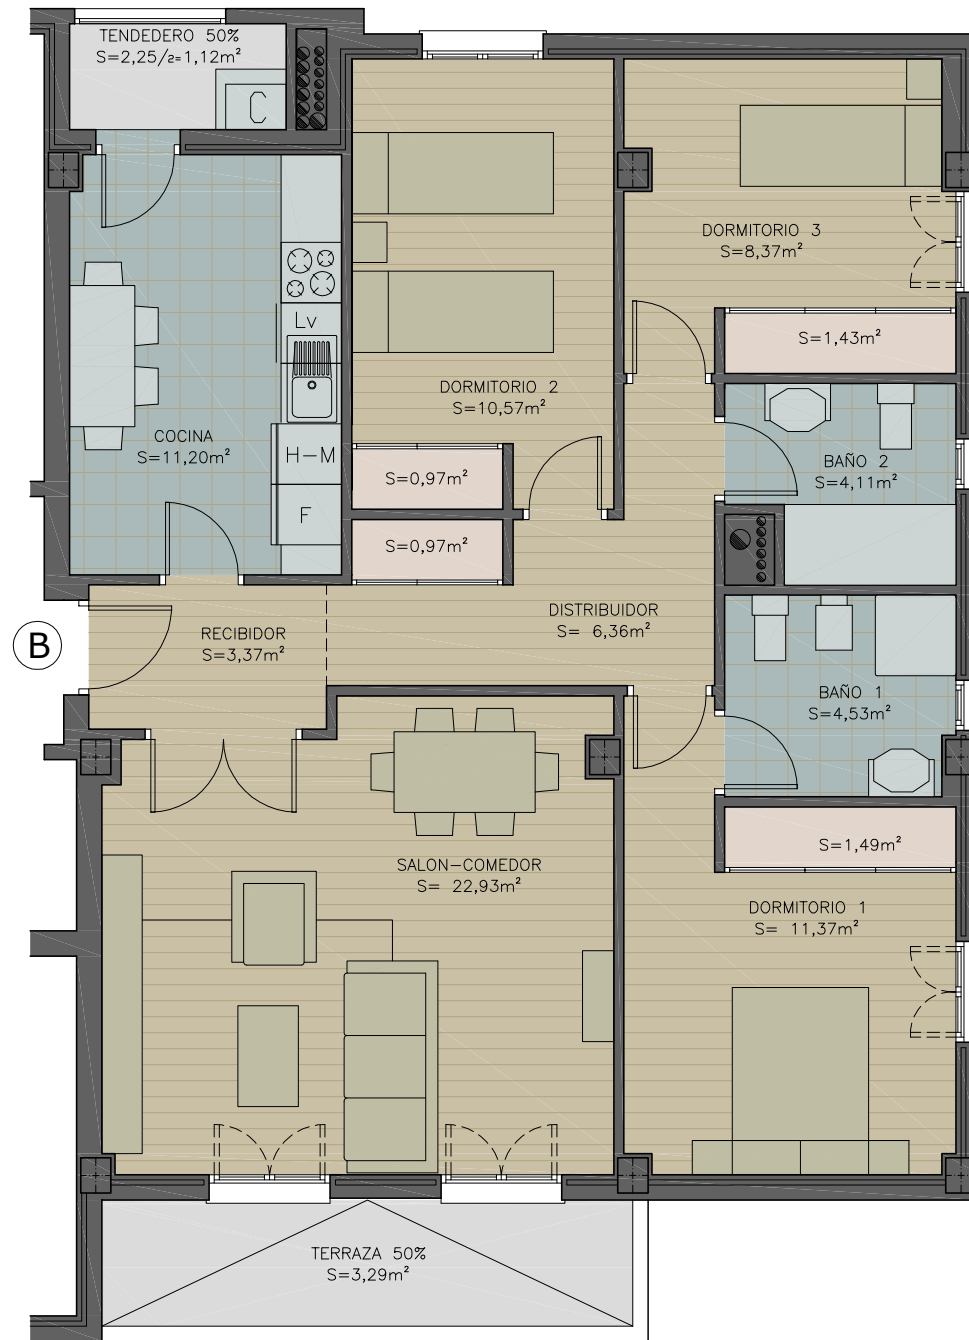 TENDEDERO 50%
S=2,25/2=1,12m²
C
DORMITORIO 3
S=8,37m²
S=1,43m²
Lv
DORMITORIO 2
S=10,57m²
COCINA
S=11,20m²
H-M
F
S=0,97m²
S=0,97m²
BAÑO 2
S=4,11m²
DISTRIBUIDOR
S= 6,36m²
RECIBIDOR
S=3,37m²
B
BAÑO 1
S=4,53m²
SALON-COMEDOR
S= 22,93m²
S=1,49m²
DORMITORIO 1
S= 11,37m²
TERRAZA 50%
S=3,29m²